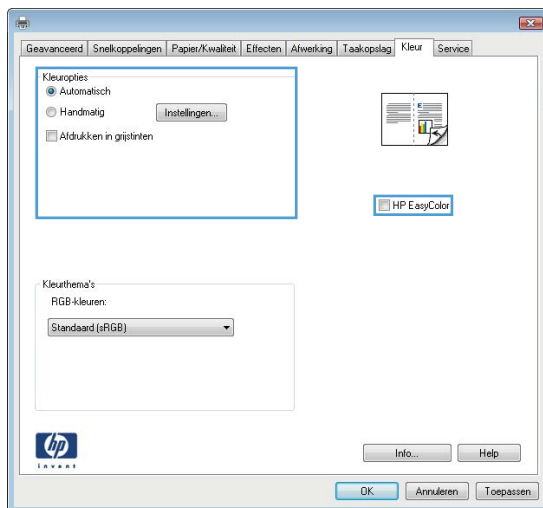 Geavanceerd Snelkoppelingen Papier/Kwaliteit Effecten Afwerking Taakopslag Kleur Service
Kleuropties
Automatisch
Handmatig Instellingen...
Afdrukken in grijstinten
HP EasyColor
Kleurthema's
RGB-kleuren:
Standaard (sRGB)
hp
invent
Info... Help
OK Annuleren Toepassen